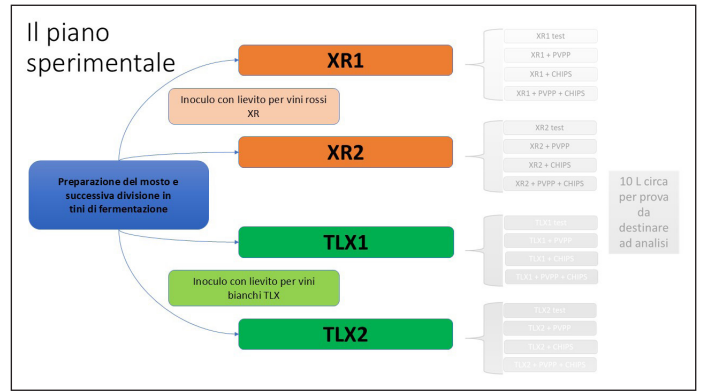 Il piano
sperimentale
XR1
Inoculo con lievito per vini rossi
XR
XR2
Preparazione del mosto e
successiva divisione in
tini di fermentazione
TLX1
Inoculo con lievito per vini
bianchi TLX
TLX2
XR1 test
XR1 + PVPP
XR1 + CHIPS
XR1 + PVPP + CHIPS
XR2 test
XR2 + PVPP
XR2 + CHIPS
XR2 + PVPP + CHIPS
TLX1 test
TLX1 + PVPP
TLX1 + CHIPS
TLX1 + PVPP + CHIPS
TLX2 test
TLX2 + PVPP
TLX2 + CHIPS
TLX2 + PVPP + CHIPS
10 L circa
per prova
da
destinare
ad analisi